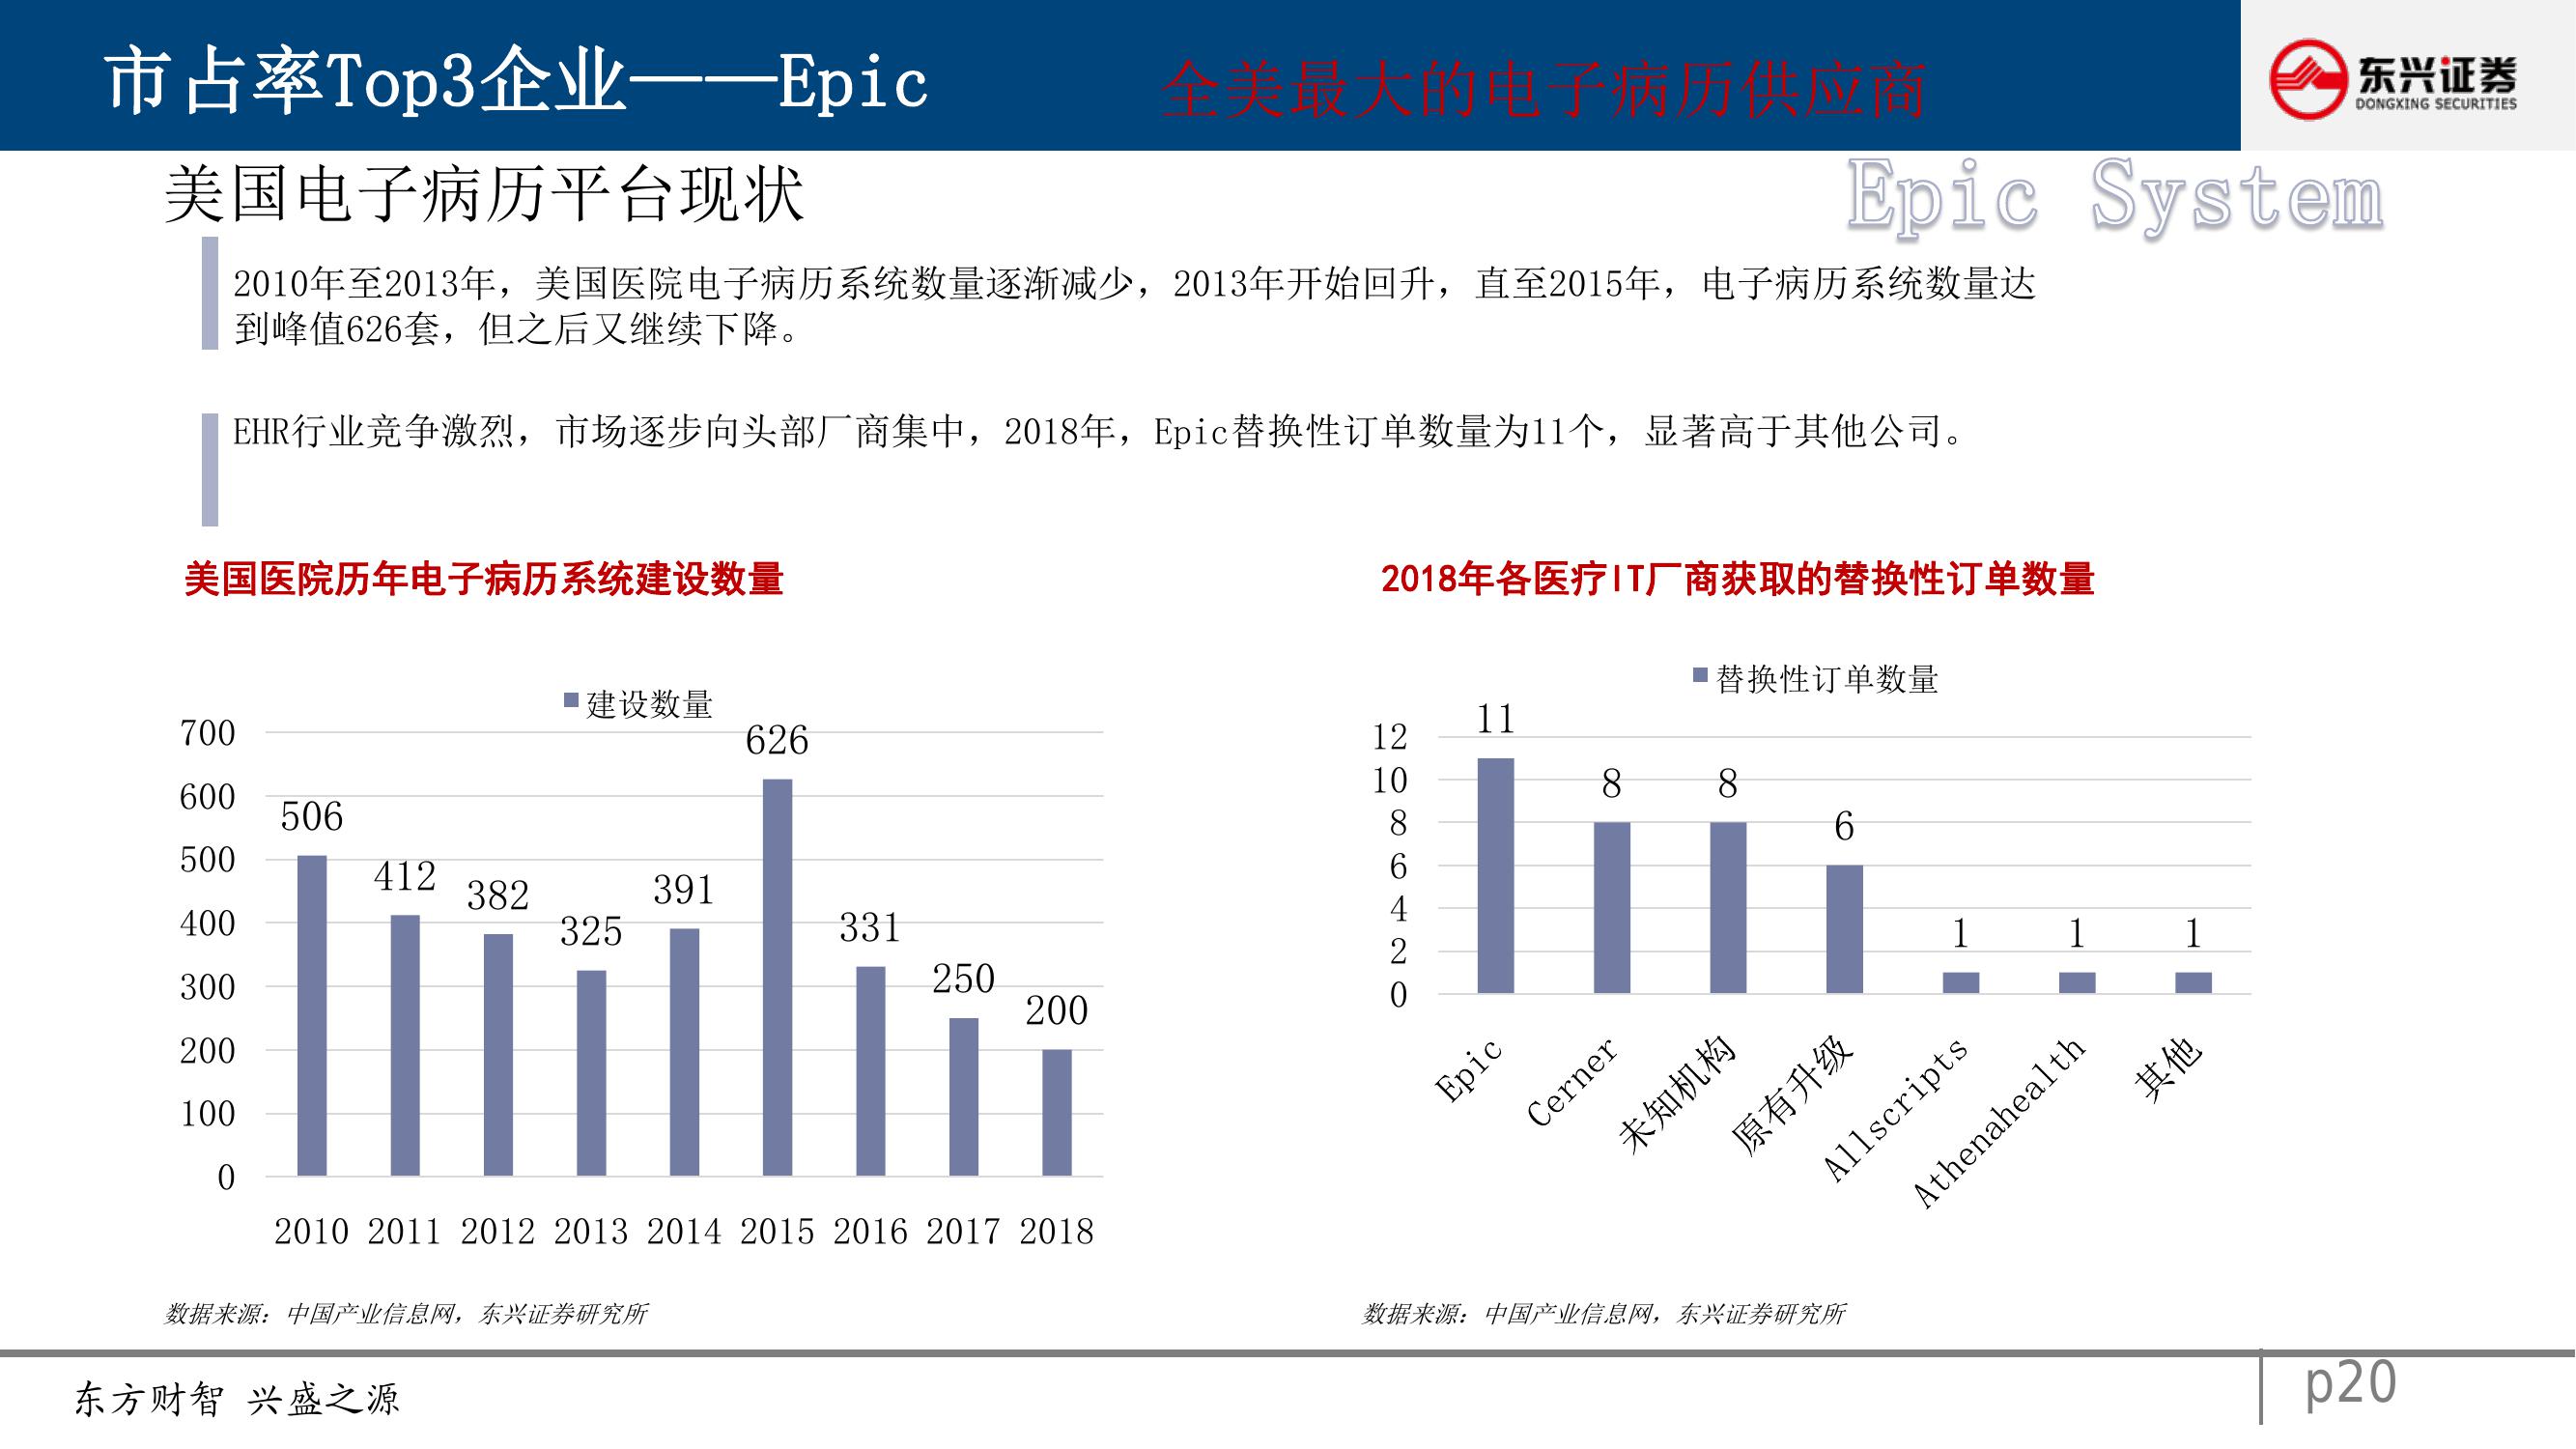 市占率Top3企业——Epic
全美最大的电子病历供应商
东兴证券
DONGXING SECURITIES
美国电子病历平台现状
Epic System
2010年至2013年，美国医院电子病历系统数量逐渐减少，2013年开始回升，直至2015年，电子病历系统数量达
到峰值626套，但之后又继续下降。
EHR行业竞争激烈，市场逐步向头部厂商集中，2018年，Epic替换性订单数量为11个，显著高于其他公司。
美国医院历年电子病历系统建设数量
建设数量
700
600
500
400
300
200
100
0
506
412
382
325
391
626
331
250
200
2010 2011 2012 2013 2014 2015 2016 2017 2018
数据来源：中国产业信息网，东兴证券研究所
2018年各医疗IT厂商获取的替换性订单数量
替换性订单数量
12
10
8
6
4
2
0
11
8
8
6
1
1
1
Epic
Cerner
未知机构
原有升级
Allscripts
Athenahealth
其他
数据来源：中国产业信息网，东兴证券研究所
东方财智 兴盛之源
p20